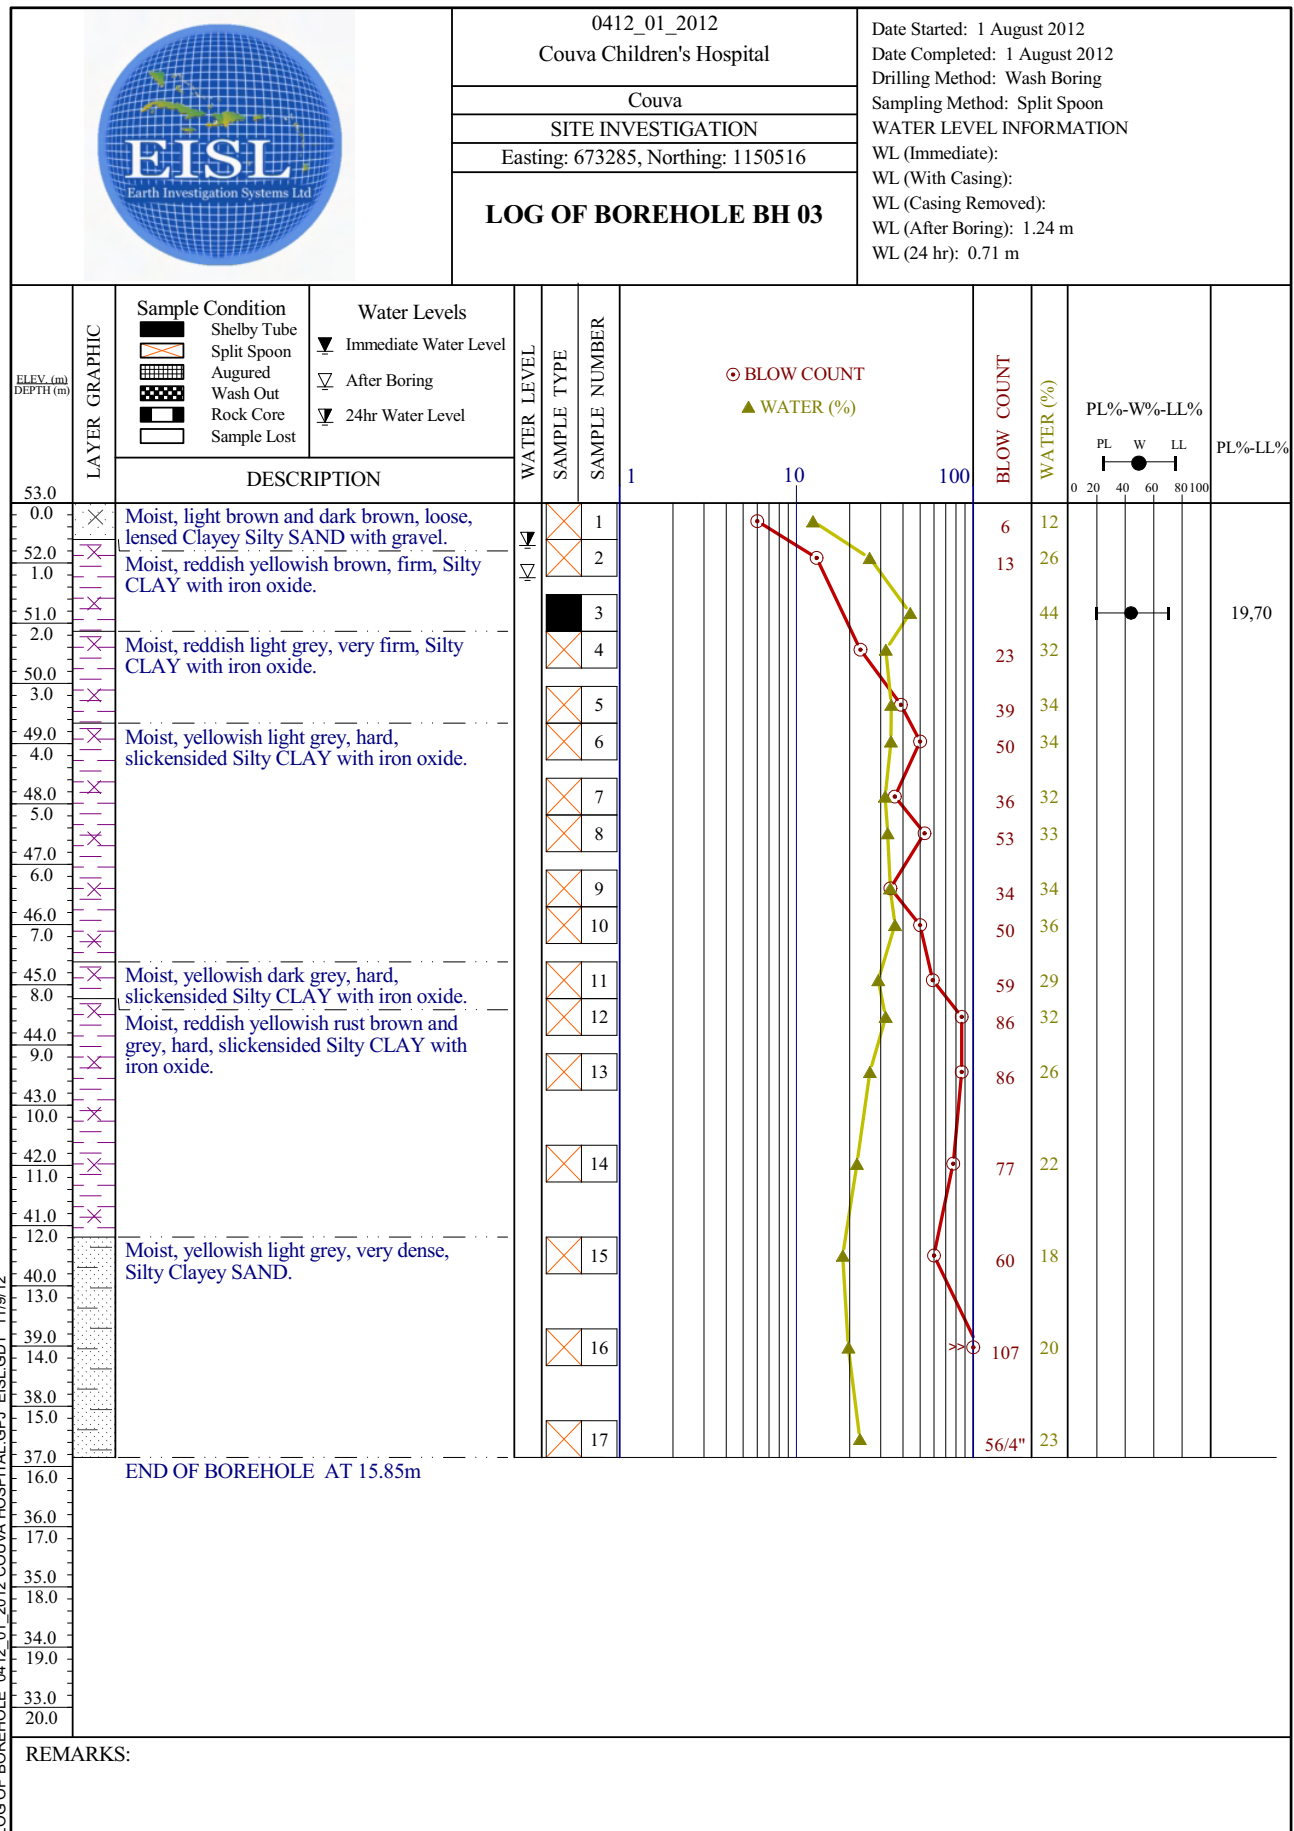 EISL
Earth Investigation Systems Ltd
0412_01_2012
Couva Children's Hospital
Couva
SITE INVESTIGATION
Easting: 673285, Northing: 1150516
LOG OF BOREHOLE BH 03
Date Started: 1 August 2012
Date Completed: 1 August 2012
Drilling Method: Wash Boring
Sampling Method: Split Spoon
WATER LEVEL INFORMATION
WL (Immediate):
WL (With Casing):
WL (Casing Removed):
WL (After Boring): 1.24 m
WL (24 hr): 0.71 m
ELEV. (m)
DEPTH (m)
LAYER GRAPHIC
Sample Condition
Shelby Tube
Split Spoon
Augured
Wash Out
Rock Core
Sample Lost
Water Levels
Immediate Water Level
After Boring
24hr Water Level
DESCRIPTION
WATER LEVEL
SAMPLE TYPE
SAMPLE NUMBER
BLOW COUNT
WATER (%)
1 10 100
BLOW COUNT
WATER (%)
PL%-W%-LL%
PL W LL
0 20 40 60 80 100
PL%-LL%
53.0
0.0
52.0
1.0
51.0
2.0
50.0
3.0
49.0
4.0
48.0
5.0
47.0
6.0
46.0
7.0
45.0
8.0
44.0
9.0
43.0
10.0
42.0
11.0
41.0
12.0
40.0
13.0
39.0
14.0
38.0
15.0
37.0
16.0
36.0
17.0
35.0
18.0
34.0
19.0
33.0
20.0
Moist, light brown and dark brown, loose,
lensed Clayey Silty SAND with gravel.
Moist, reddish yellowish brown, firm, Silty
CLAY with iron oxide.
Moist, reddish light grey, very firm, Silty
CLAY with iron oxide.
Moist, yellowish light grey, hard,
slickensided Silty CLAY with iron oxide.
Moist, yellowish dark grey, hard,
slickensided Silty CLAY with iron oxide.
Moist, reddish yellowish rust brown and
grey, hard, slickensided Silty CLAY with
iron oxide.
Moist, yellowish light grey, very dense,
Silty Clayey SAND.
END OF BOREHOLE AT 15.85m
1 6 12
2 13 26
3 44 19,70
4 23 32
5 39 34
6 50 34
7 36 32
8 53 33
9 34 34
10 50 36
11 59 29
12 86 32
13 86 26
14 77 22
15 60 18
16 >> 107 20
17 56/4" 23
REMARKS:
LOG OF BOREHOLE 0412_01_2012 COUVA HOSPITAL.GPJ EISL.GDT 11/9/12